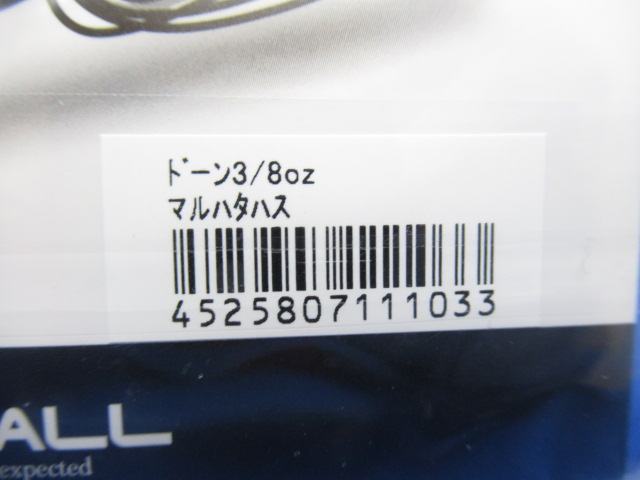 ﾄﾞｰﾝ3/8oz
ﾏﾙﾊﾀﾊｽ
4525807111033
ALL
expected